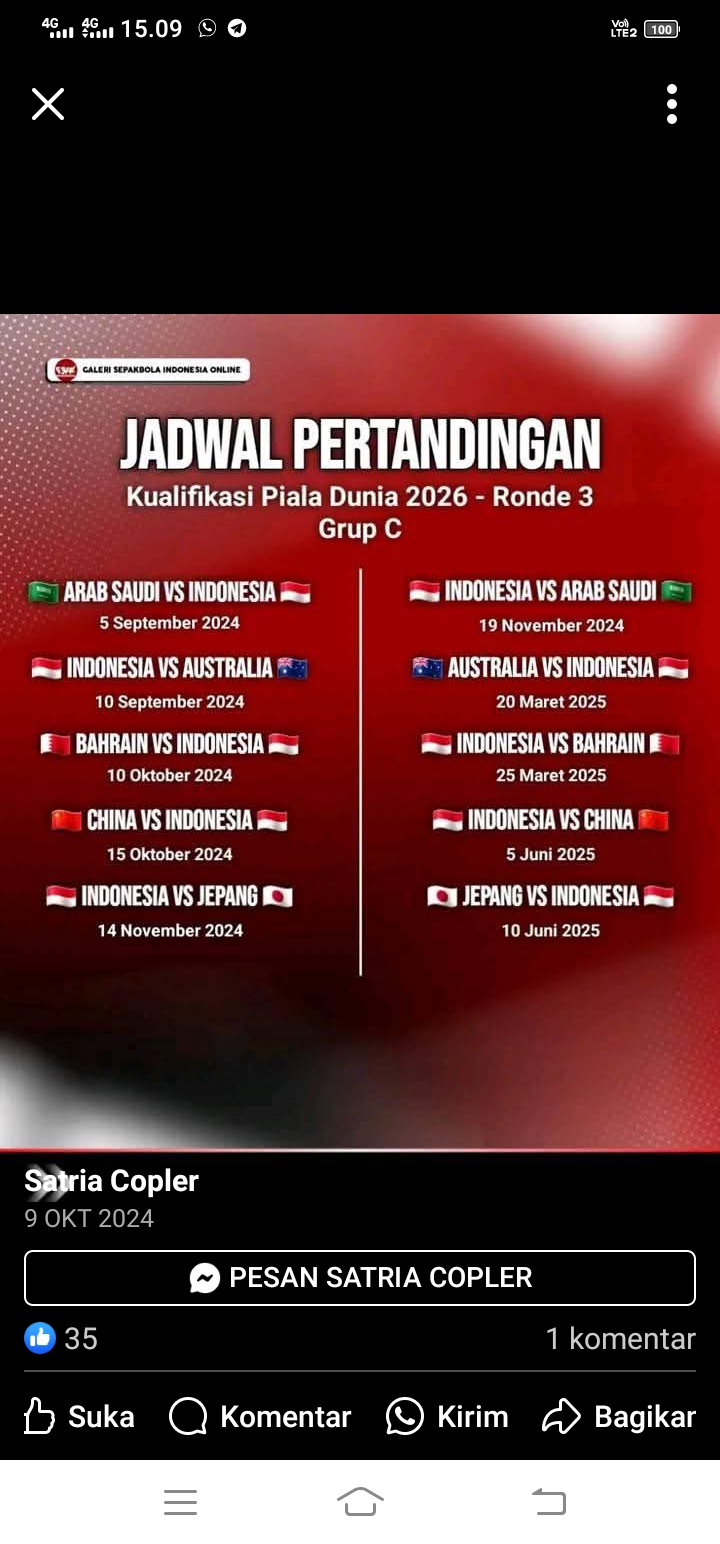 4G 4G 15.09 Vo)) LTE2 100
GALERI SEPAKBOLA INDONESIA ONLINE
JADWAL PERTANDINGAN
Kualifikasi Piala Dunia 2026 - Ronde 3
Grup C
ARAB SAUDI VS INDONESIA
5 September 2024
INDONESIA VS AUSTRALIA
10 September 2024
BAHRAIN VS INDONESIA
10 Oktober 2024
CHINA VS INDONESIA
15 Oktober 2024
INDONESIA VS JEPANG
14 November 2024
INDONESIA VS ARAB SAUDI
19 November 2024
AUSTRALIA VS INDONESIA
20 Maret 2025
INDONESIA VS BAHRAIN
25 Maret 2025
INDONESIA VS CHINA
5 Juni 2025
JEPANG VS INDONESIA
10 Juni 2025
Satria Copler
9 OKT 2024
PESAN SATRIA COPLER
35 1 komentar
Suka Komentar Kirim Bagikan